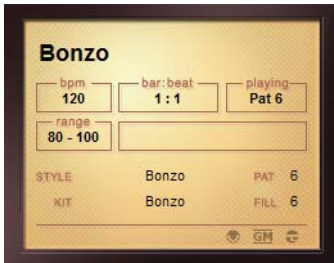 Bonzo
bpm bar:beat playing
120 1:1 Pat 6
range
80 - 100
STYLE Bonzo PAT 6
KIT Bonzo FILL 6
GM